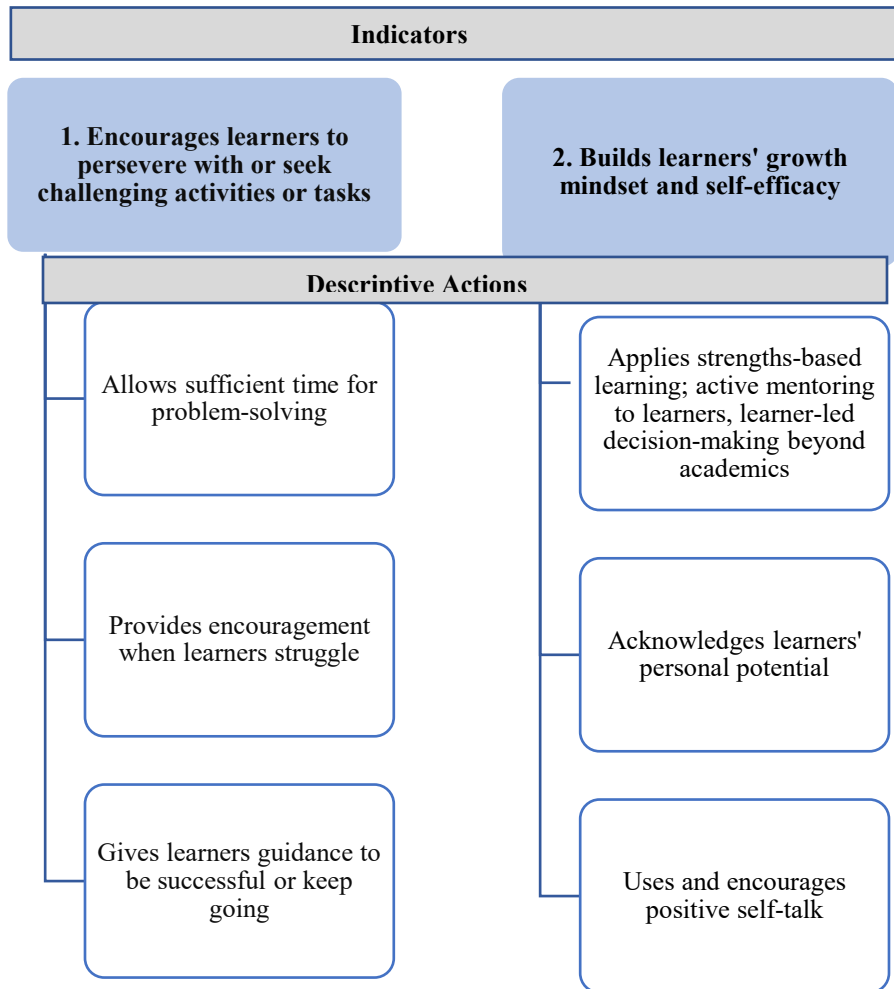 Indicators
1. Encourages learners to
persevere with or seek
challenging activities or tasks
2. Builds learners' growth
mindset and self-efficacy
Descriptive Actions
Allows sufficient time for
problem-solving
Provides encouragement
when learners struggle
Gives learners guidance to
be successful or keep
going
Applies strengths-based
learning; active mentoring
to learners, learner-led
decision-making beyond
academics
Acknowledges learners'
personal potential
Uses and encourages
positive self-talk